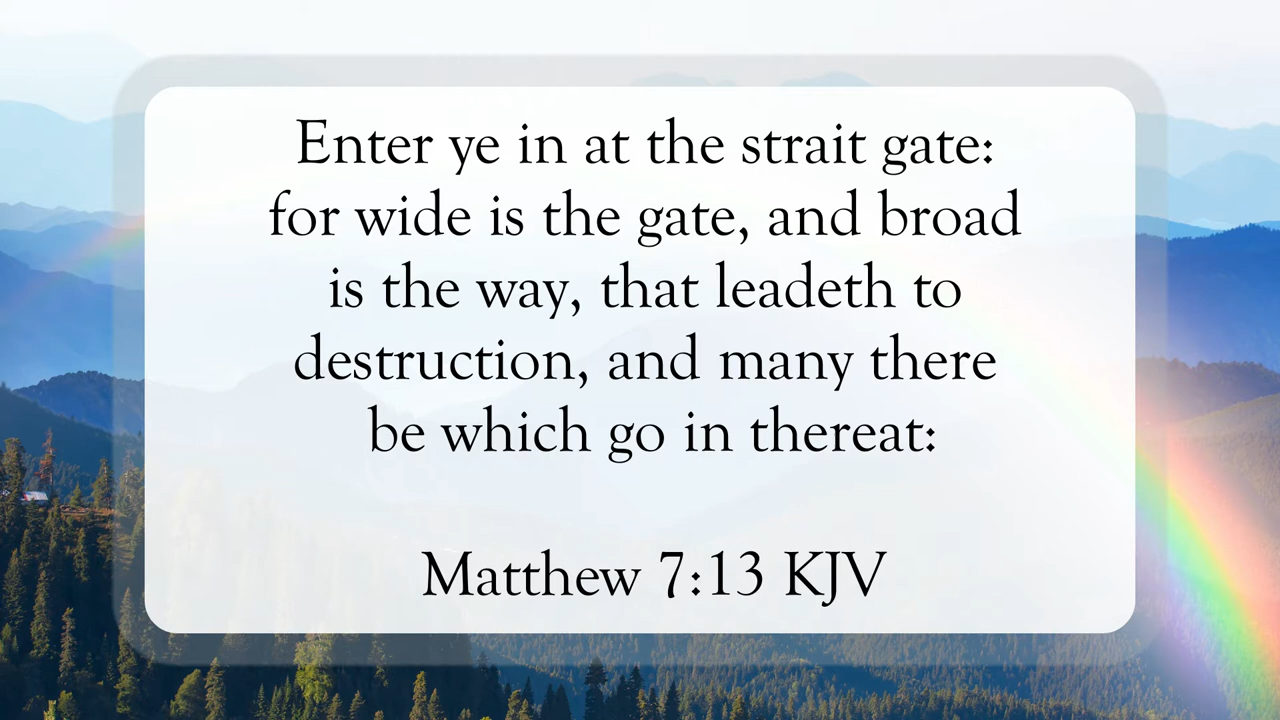 Enter ye in at the strait gate:
for wide is the gate, and broad
is the way, that leadeth to
destruction, and many there
be which go in thereat:
Matthew 7:13 KJV